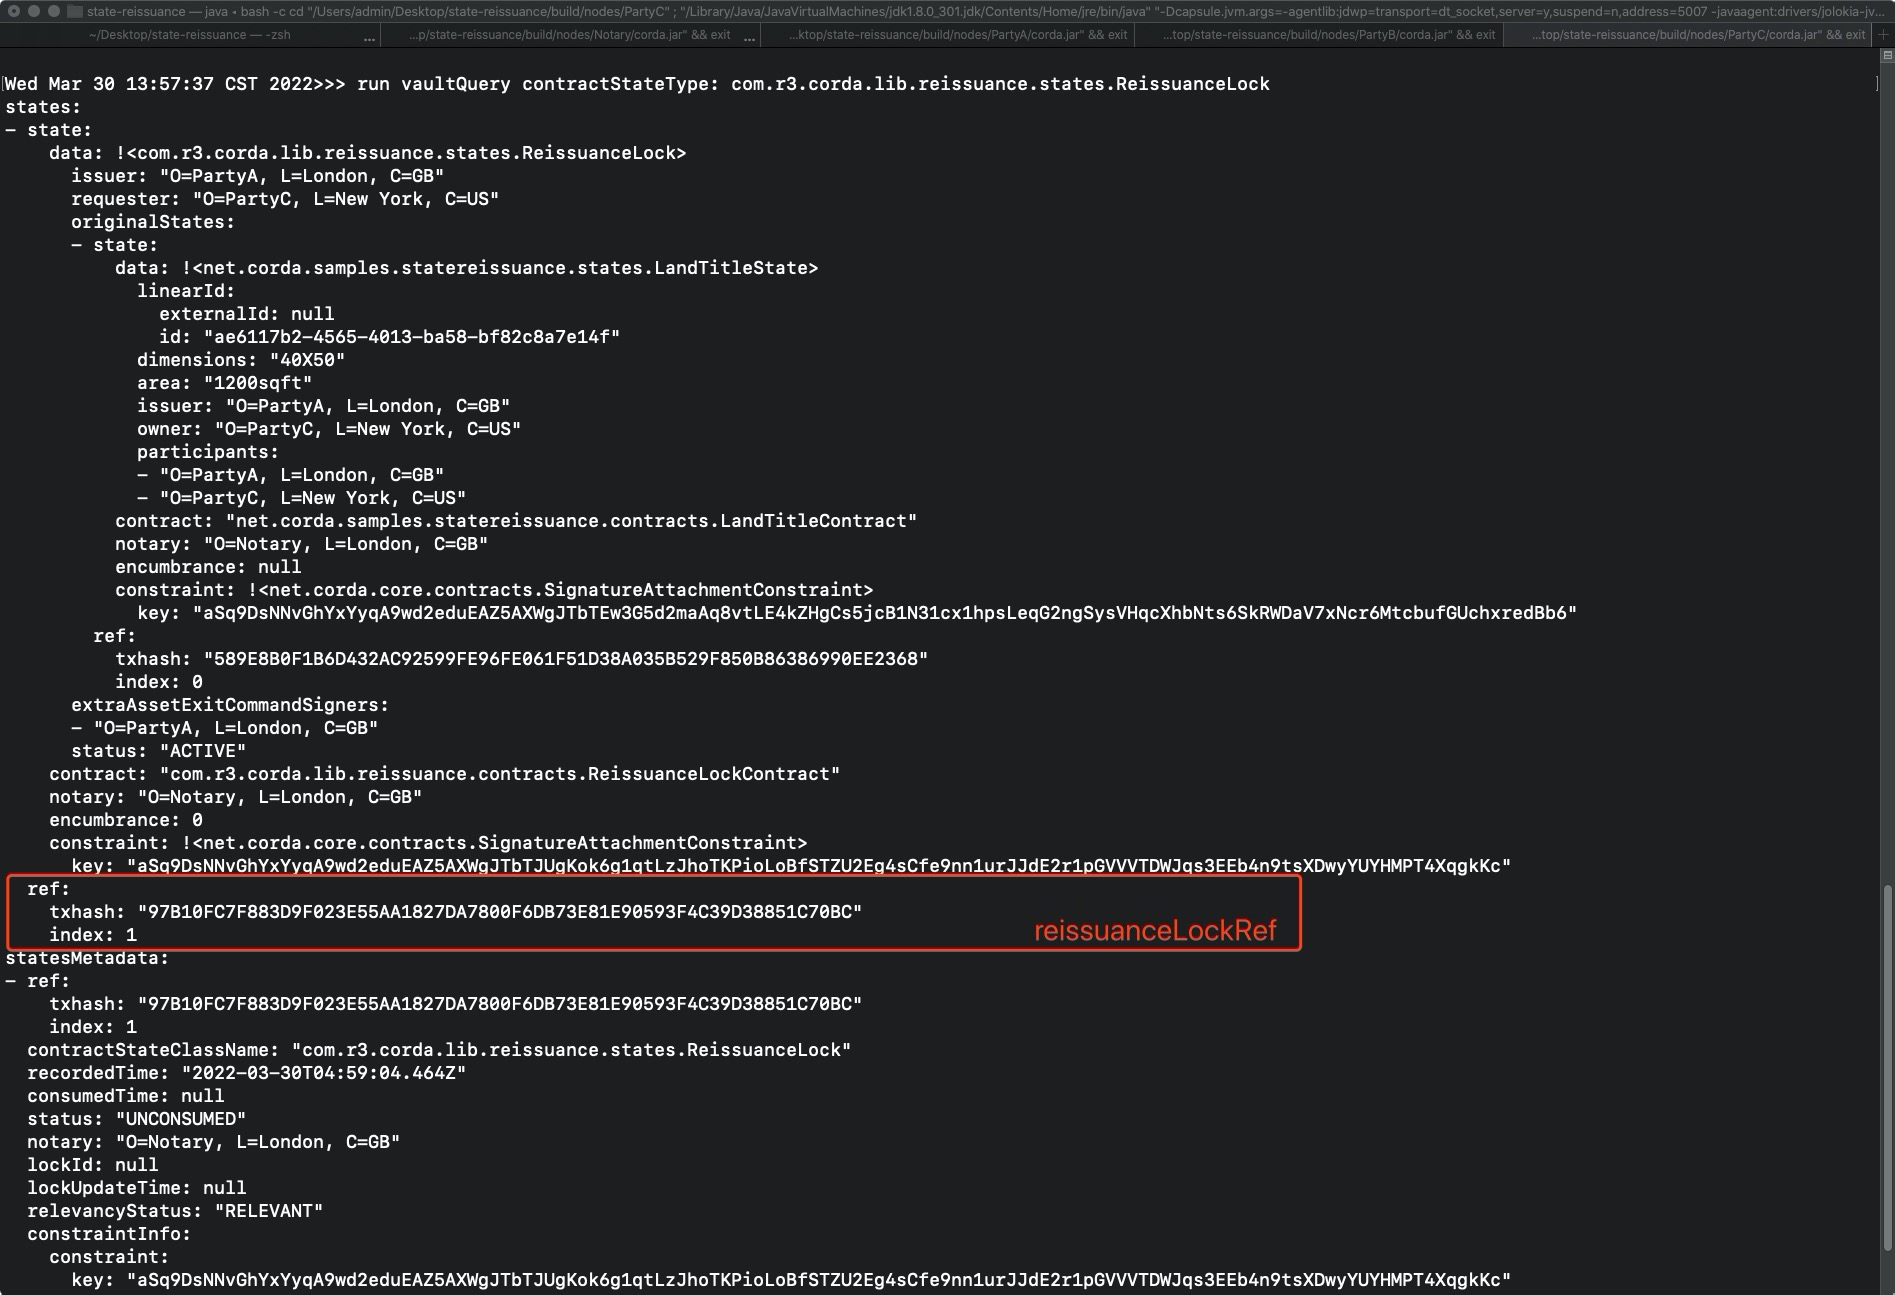 state-reissuance — java ◂ bash -c cd "/Users/admin/Desktop/state-reissuance/build/nodes/PartyC" ; "/Library/Java/JavaVirtualMachines/jdk1.8.0_301.jdk/Contents/Home/jre/bin/java" "-Dcapsule.jvm.args=-agentlib:jdwp=transport=dt_socket,server=y,suspend=n,address=5007 -javaagent:drivers/jolokia-jv...
~/Desktop/state-reissuance — -zsh ... ...p/state-reissuance/build/nodes/Notary/corda.jar" && exit ... ...ktop/state-reissuance/build/nodes/PartyA/corda.jar" && exit ...top/state-reissuance/build/nodes/PartyB/corda.jar" && exit ...top/state-reissuance/build/nodes/PartyC/corda.jar" && exit +
[Wed Mar 30 13:57:37 CST 2022>>> run vaultQuery contractStateType: com.r3.corda.lib.reissuance.states.ReissuanceLock ]
states:
- state:
data: !<com.r3.corda.lib.reissuance.states.ReissuanceLock>
issuer: "O=PartyA, L=London, C=GB"
requester: "O=PartyC, L=New York, C=US"
originalStates:
- state:
data: !<net.corda.samples.statereissuance.states.LandTitleState>
linearId:
externalId: null
id: "ae6117b2-4565-4013-ba58-bf82c8a7e14f"
dimensions: "40X50"
area: "1200sqft"
issuer: "O=PartyA, L=London, C=GB"
owner: "O=PartyC, L=New York, C=US"
participants:
- "O=PartyA, L=London, C=GB"
- "O=PartyC, L=New York, C=US"
contract: "net.corda.samples.statereissuance.contracts.LandTitleContract"
notary: "O=Notary, L=London, C=GB"
encumbrance: null
constraint: !<net.corda.core.contracts.SignatureAttachmentConstraint>
key: "aSq9DsNNvGhYxYyqA9wd2eduEAZ5AXWgJTbTEw3G5d2maAq8vtLE4kZHgCs5jcB1N31cx1hpsLeqG2ngSysVHqcXhbNts6SkRWDaV7xNcr6MtcbufGUchxredBb6"
ref:
txhash: "589E8B0F1B6D432AC92599FE96FE061F51D38A035B529F850B86386990EE2368"
index: 0
extraAssetExitCommandSigners:
- "O=PartyA, L=London, C=GB"
status: "ACTIVE"
contract: "com.r3.corda.lib.reissuance.contracts.ReissuanceLockContract"
notary: "O=Notary, L=London, C=GB"
encumbrance: 0
constraint: !<net.corda.core.contracts.SignatureAttachmentConstraint>
key: "aSq9DsNNvGhYxYyqA9wd2eduEAZ5AXWgJTbTJUgKok6g1qtLzJhoTKPioLoBfSTZU2Eg4sCfe9nn1urJJdE2r1pGVVVTDWJqs3EEb4n9tsXDwyYUYHMPT4XqgkKc"
ref:
txhash: "97B10FC7F883D9F023E55AA1827DA7800F6DB73E81E90593F4C39D38851C70BC"
reissuanceLockRef
index: 1
statesMetadata:
- ref:
txhash: "97B10FC7F883D9F023E55AA1827DA7800F6DB73E81E90593F4C39D38851C70BC"
index: 1
contractStateClassName: "com.r3.corda.lib.reissuance.states.ReissuanceLock"
recordedTime: "2022-03-30T04:59:04.464Z"
consumedTime: null
status: "UNCONSUMED"
notary: "O=Notary, L=London, C=GB"
lockId: null
lockUpdateTime: null
relevancyStatus: "RELEVANT"
constraintInfo:
constraint:
key: "aSq9DsNNvGhYxYyqA9wd2eduEAZ5AXWgJTbTJUgKok6g1qtLzJhoTKPioLoBfSTZU2Eg4sCfe9nn1urJJdE2r1pGVVVTDWJqs3EEb4n9tsXDwyYUYHMPT4XqgkKc"